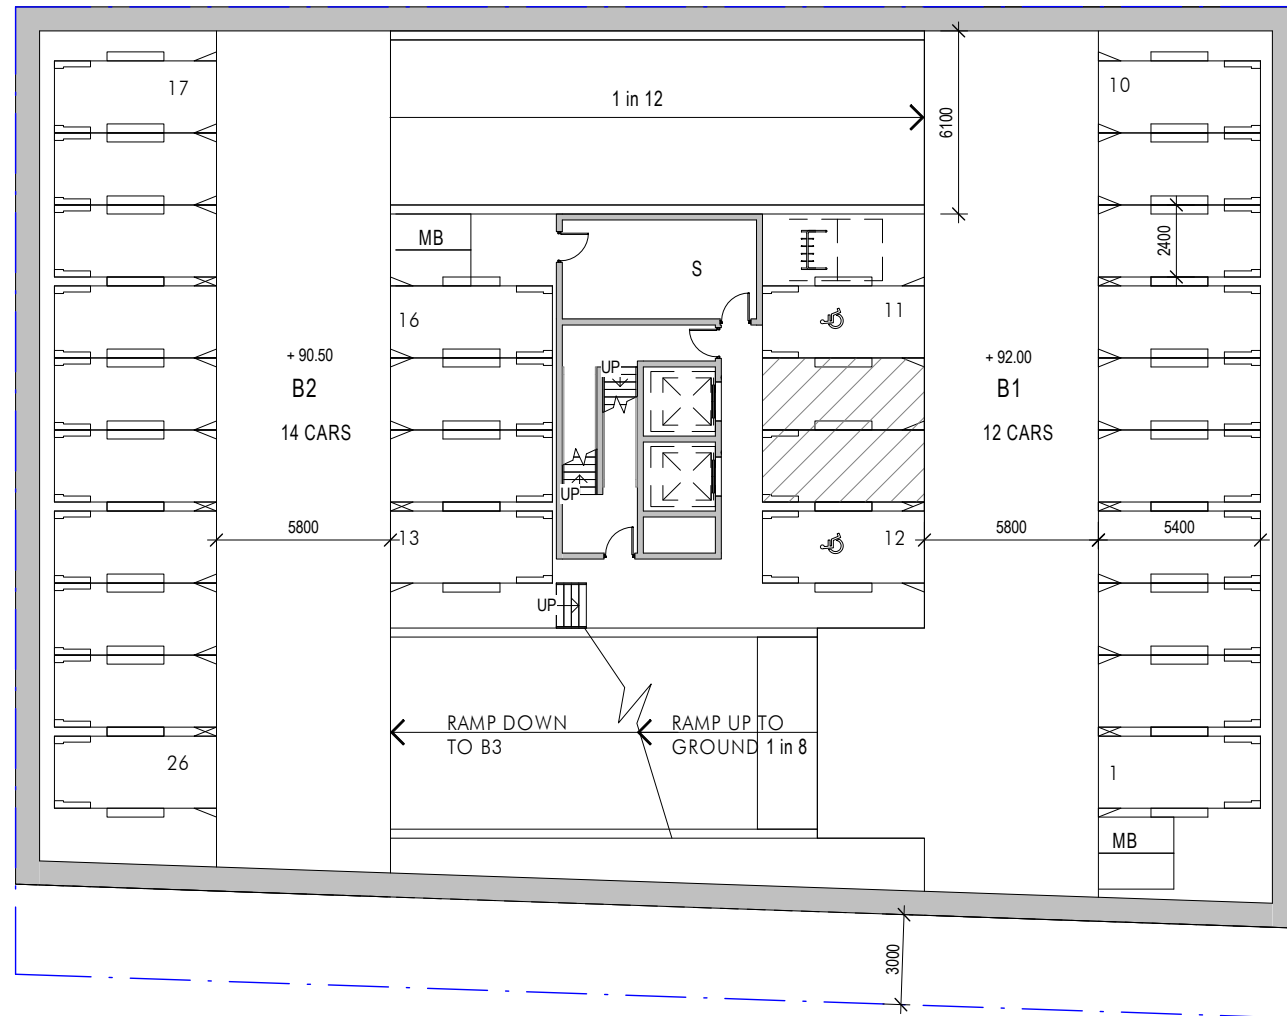 17
1 in 12
6100
10
MB
S
2400
16
11
+ 90.50
B2
14 CARS
UP
+ 92.00
B1
12 CARS
UP
5800
13
12
5800
5400
UP
RAMP DOWN
TO B3
RAMP UP TO
GROUND 1 in 8
26
1
MB
3000